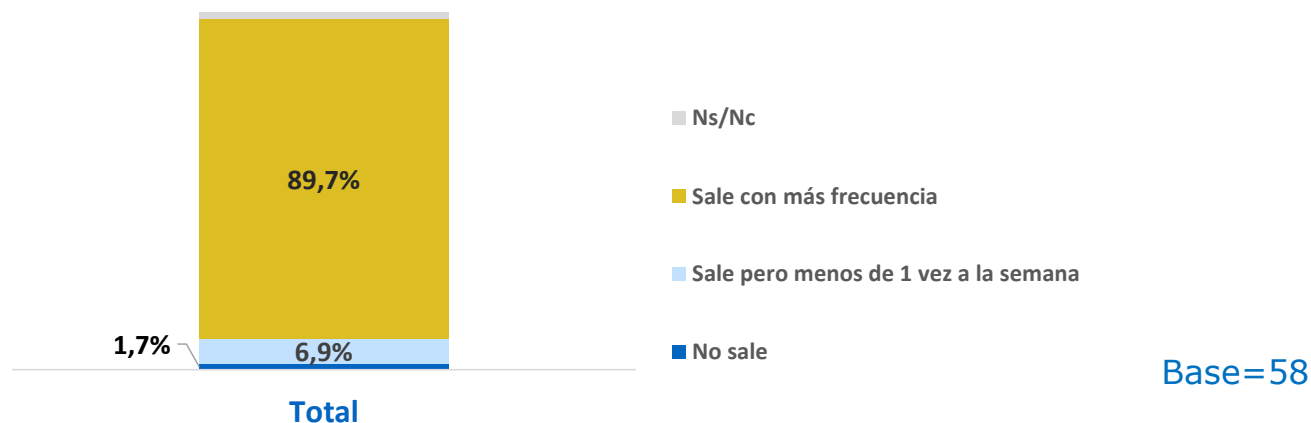 Ns/Nc
89,7%
Sale con más frecuencia
Sale pero menos de 1 vez a la semana
1,7%
6,9%
No sale
Base=58
Total